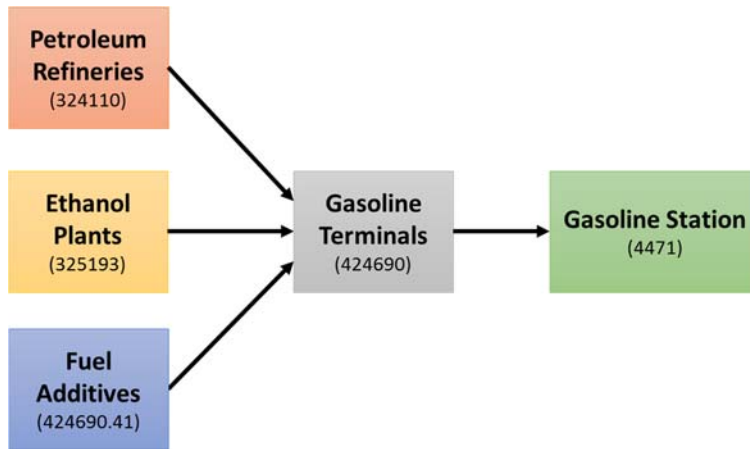 Petroleum
Refineries
(324110)
Ethanol
Plants
(325193)
Fuel
Additives
(424690.41)
Gasoline
Terminals
(424690)
Gasoline Station
(4471)